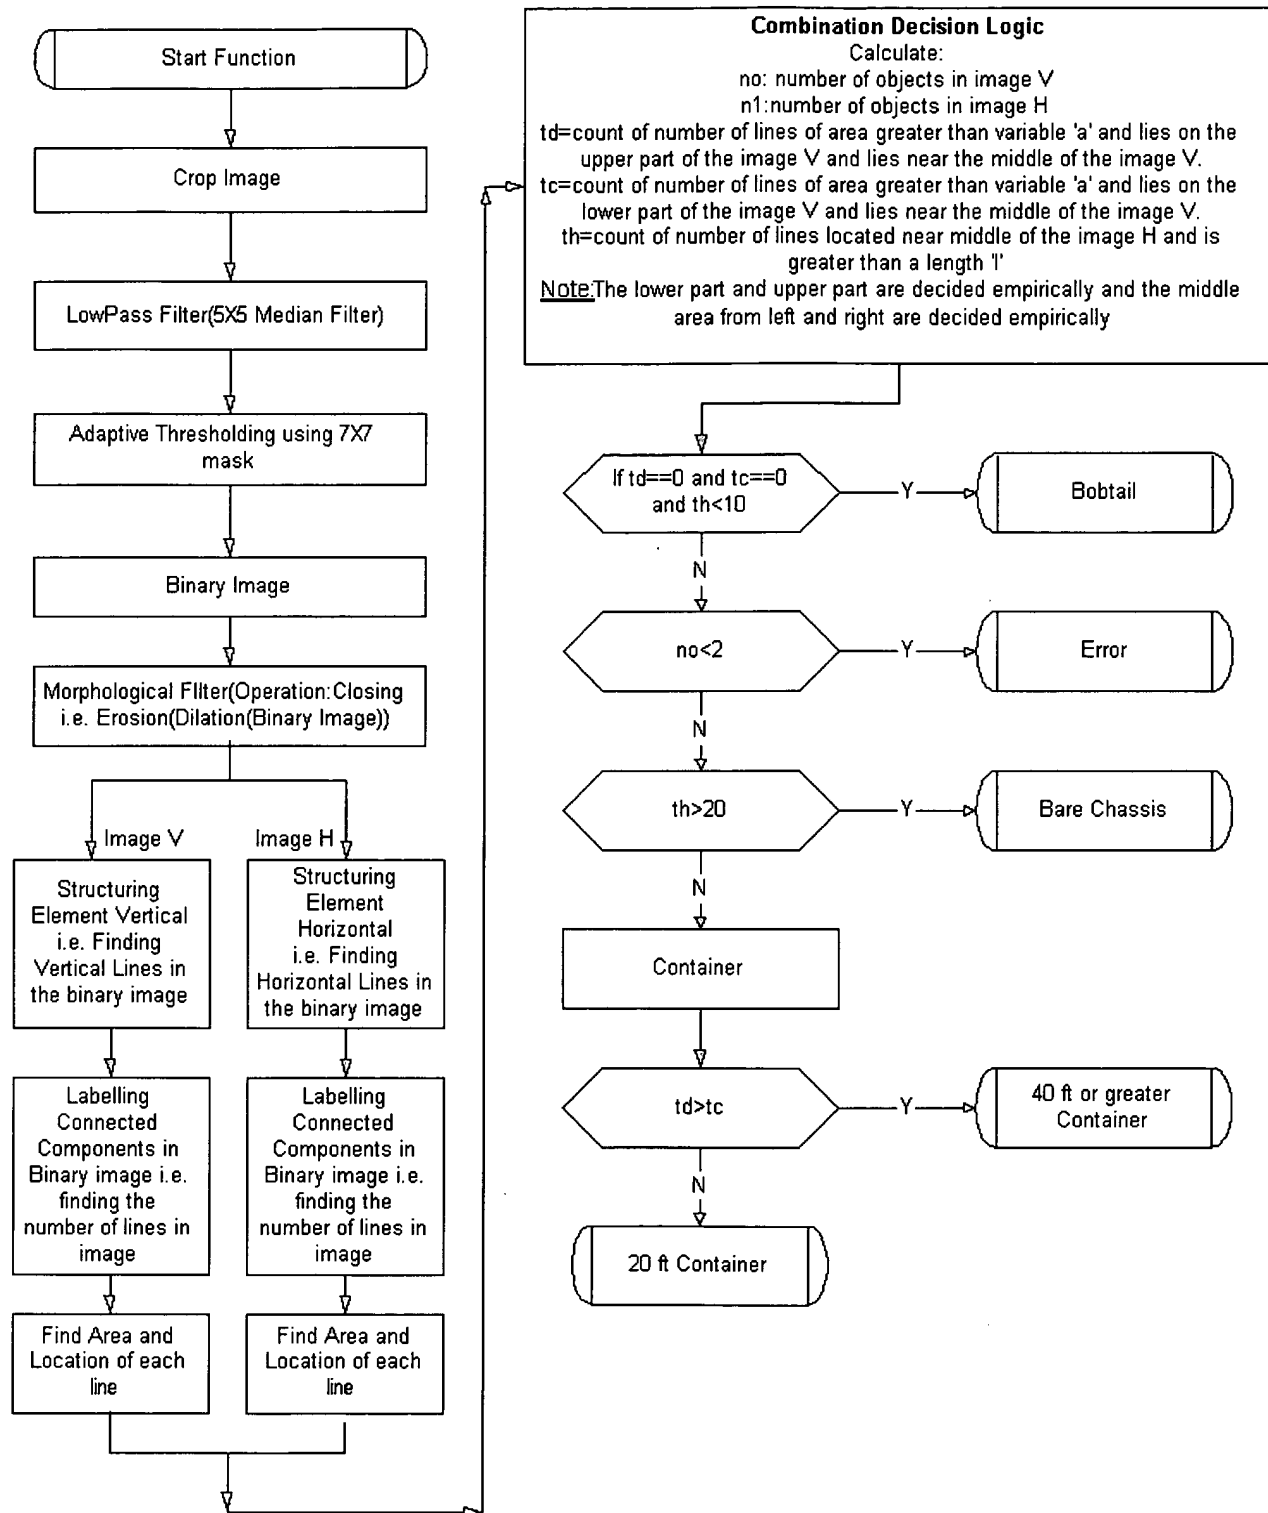 Start Function
Crop Image
LowPass Filter(5X5 Median Filter)
Adaptive Thresholding using 7X7
mask
Binary Image
Morphological FIlter(Operation:Closing
i.e. Erosion(Dilation(Binary Image))
Image V
Image H
Structuring
Element Vertical
i.e. Finding
Vertical Lines in
the binary image
Structuring
Element
Horizontal
i.e. Finding
Horizontal Lines in
the binary image
Labelling
Connected
Components in
Binary image i.e.
finding the
number of lines in
image
Labelling
Connected
Components in
Binary image i.e.
finding the
number of lines in
image
Find Area and
Location of each
line
Find Area and
Location of each
line
Combination Decision Logic
Calculate:
no: number of objects in image V
n1:number of objects in image H
td=count of number of lines of area greater than variable 'a' and lies on the
upper part of the image V and lies near the middle of the image V.
tc=count of number of lines of area greater than variable 'a' and lies on the
lower part of the image V and lies near the middle of the image V.
th=count of number of lines located near middle of the image H and is
greater than a length 'l'
Note:The lower part and upper part are decided empirically and the middle
area from left and right are decided empirically
If td==0 and tc==0
and th<10
Y
Bobtail
N
no<2
Y
Error
N
th>20
Y
Bare Chassis
N
Container
td>tc
Y
40 ft or greater
Container
N
20 ft Container